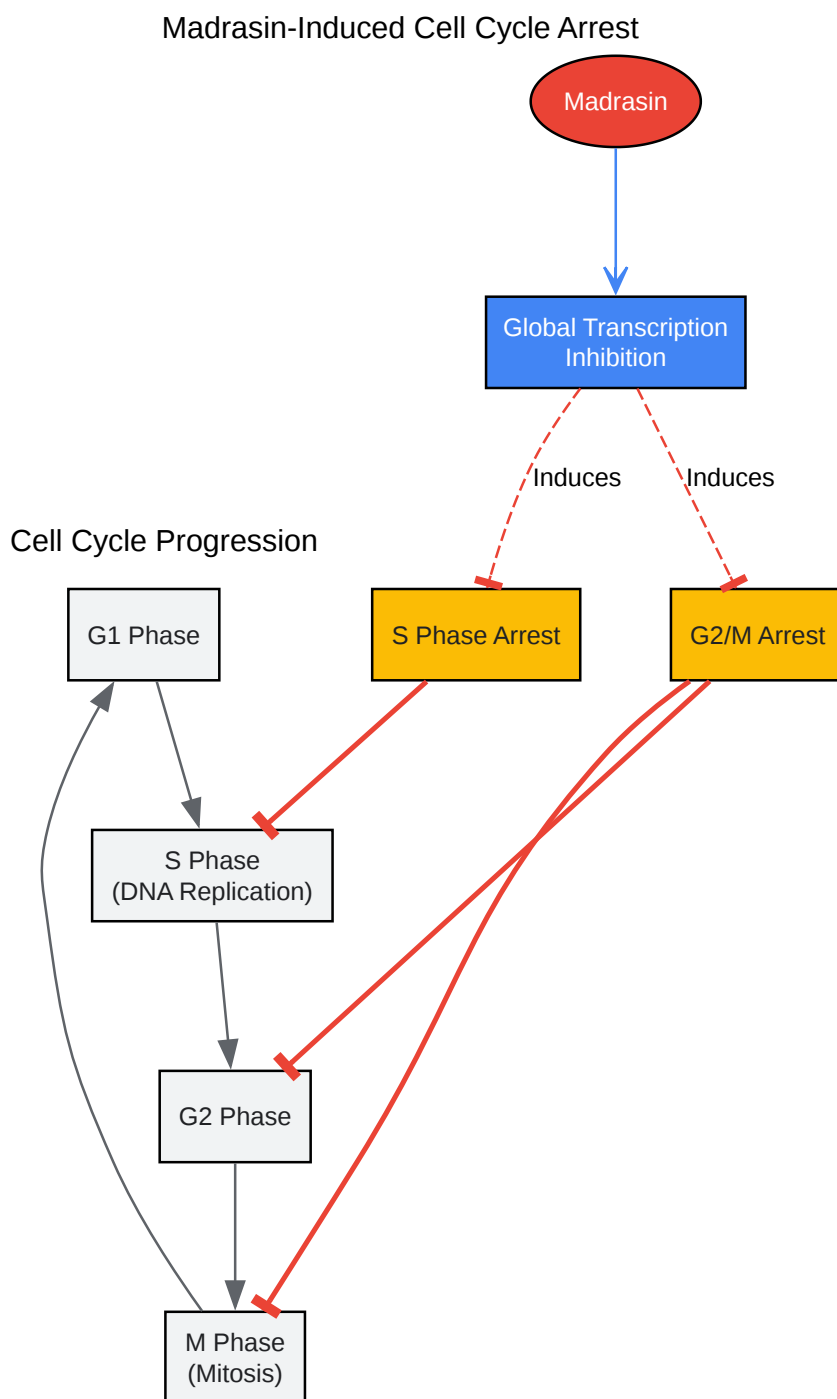 Madrasin-Induced Cell Cycle Arrest
Madrasin
Global Transcription
Inhibition
Induces
Induces
Cell Cycle Progression
G1 Phase
S Phase Arrest
G2/M Arrest
S Phase
(DNA Replication)
G2 Phase
M Phase
(Mitosis)